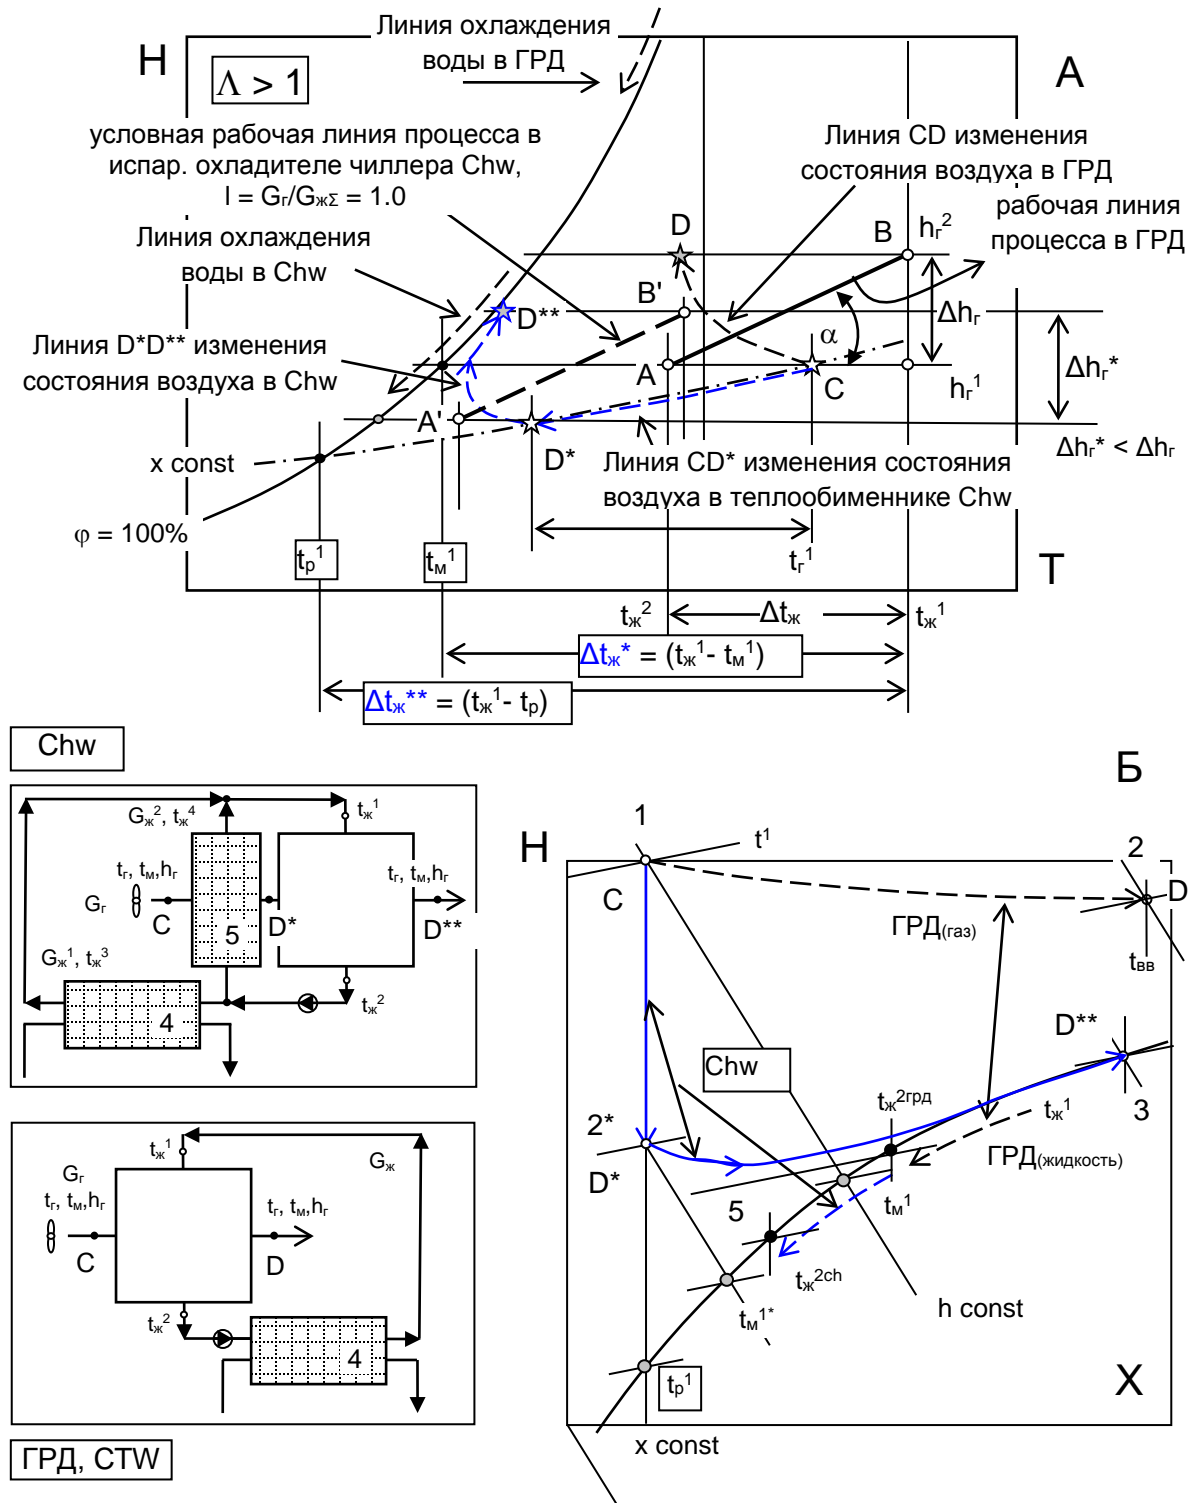 Линия охлаждения
воды в ГРД
H
Λ > 1
A
условная рабочая линия процесса в
испар. охладителе чиллера Chw,
l = Gг/GжΣ = 1.0
Линия CD изменения
состояния воздуха в ГРД
рабочая линия
процесса в ГРД
Линия охлаждения
воды в Chw
D
B
hг²
B'
D**
Δhг
Линия D*D** изменения
состояния воздуха в Chw
α
A
C
hг¹
Δhг*
A'
x const
D*
Линия CD* изменения состояния
воздуха в теплообименнике Chw
Δhг* < Δhг
φ = 100%
tр¹
tм¹
tг¹
T
tж²
Δtж
tж¹
Δtж* = (tж¹- tм¹)
Δtж** = (tж¹- tр)
Chw
Gж², tж⁴
tж¹
tг, tм,hг
tг, tм,hг
Gг
C
5
D*
D**
Gж¹, tж³
tж²
4
tж¹
Gж
Gг
tг, tм,hг
tг, tм,hг
C
D
tж²
4
ГРД, CTW
Б
1
H
t¹
2
C
D
ГРД(газ)
tвв
D**
Chw
tж²грд
tж¹
3
2*
ГРД(жидкость)
D*
5
tм¹
tж²ch
tм¹*
h const
tр¹
X
x const